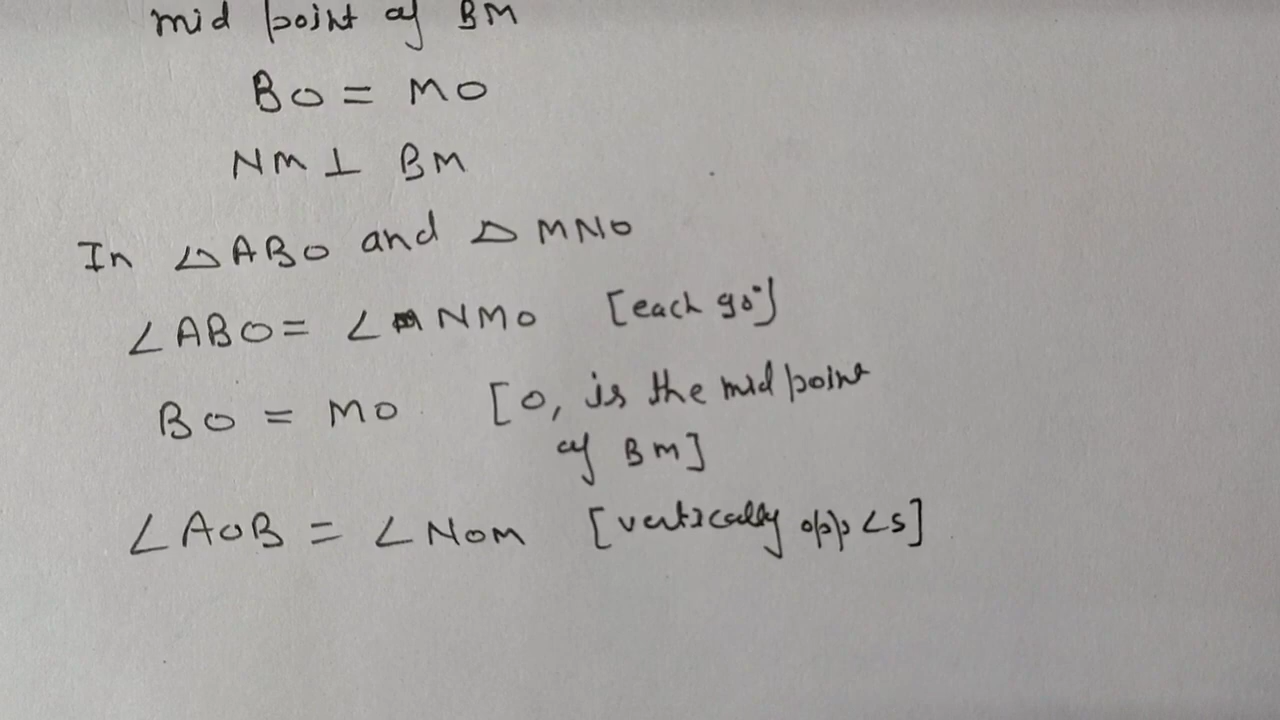 mid point of BM
BO = MO
NM ⊥ BM
In △ABO and △MNO
∠ABO = ∠NMO [each 90°]
BO = MO [O, is the mid point
of BM]
∠AOB = ∠NOM [vertically opp ∠s]